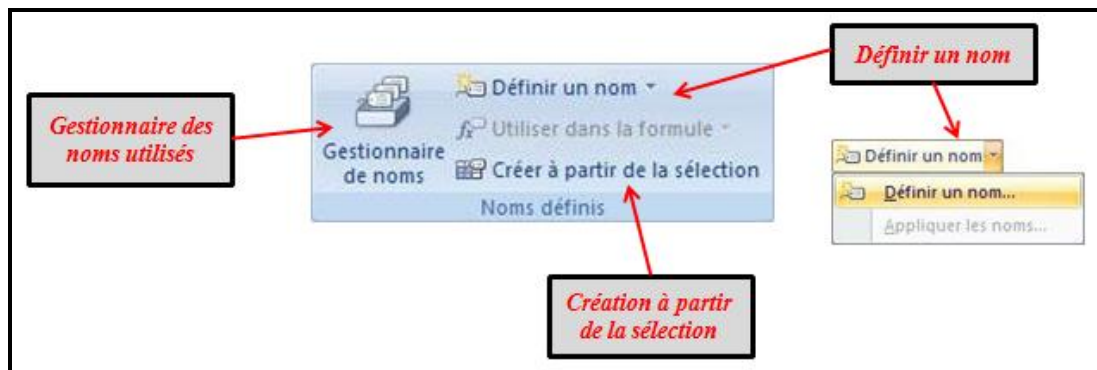 Définir un nom
Gestionnaire des
noms utilisés
Gestionnaire
de noms
Définir un nom
Utiliser dans la formule
Créer à partir de la sélection
Noms définis
Définir un nom
Définir un nom...
Appliquer les noms...
Création à partir
de la sélection